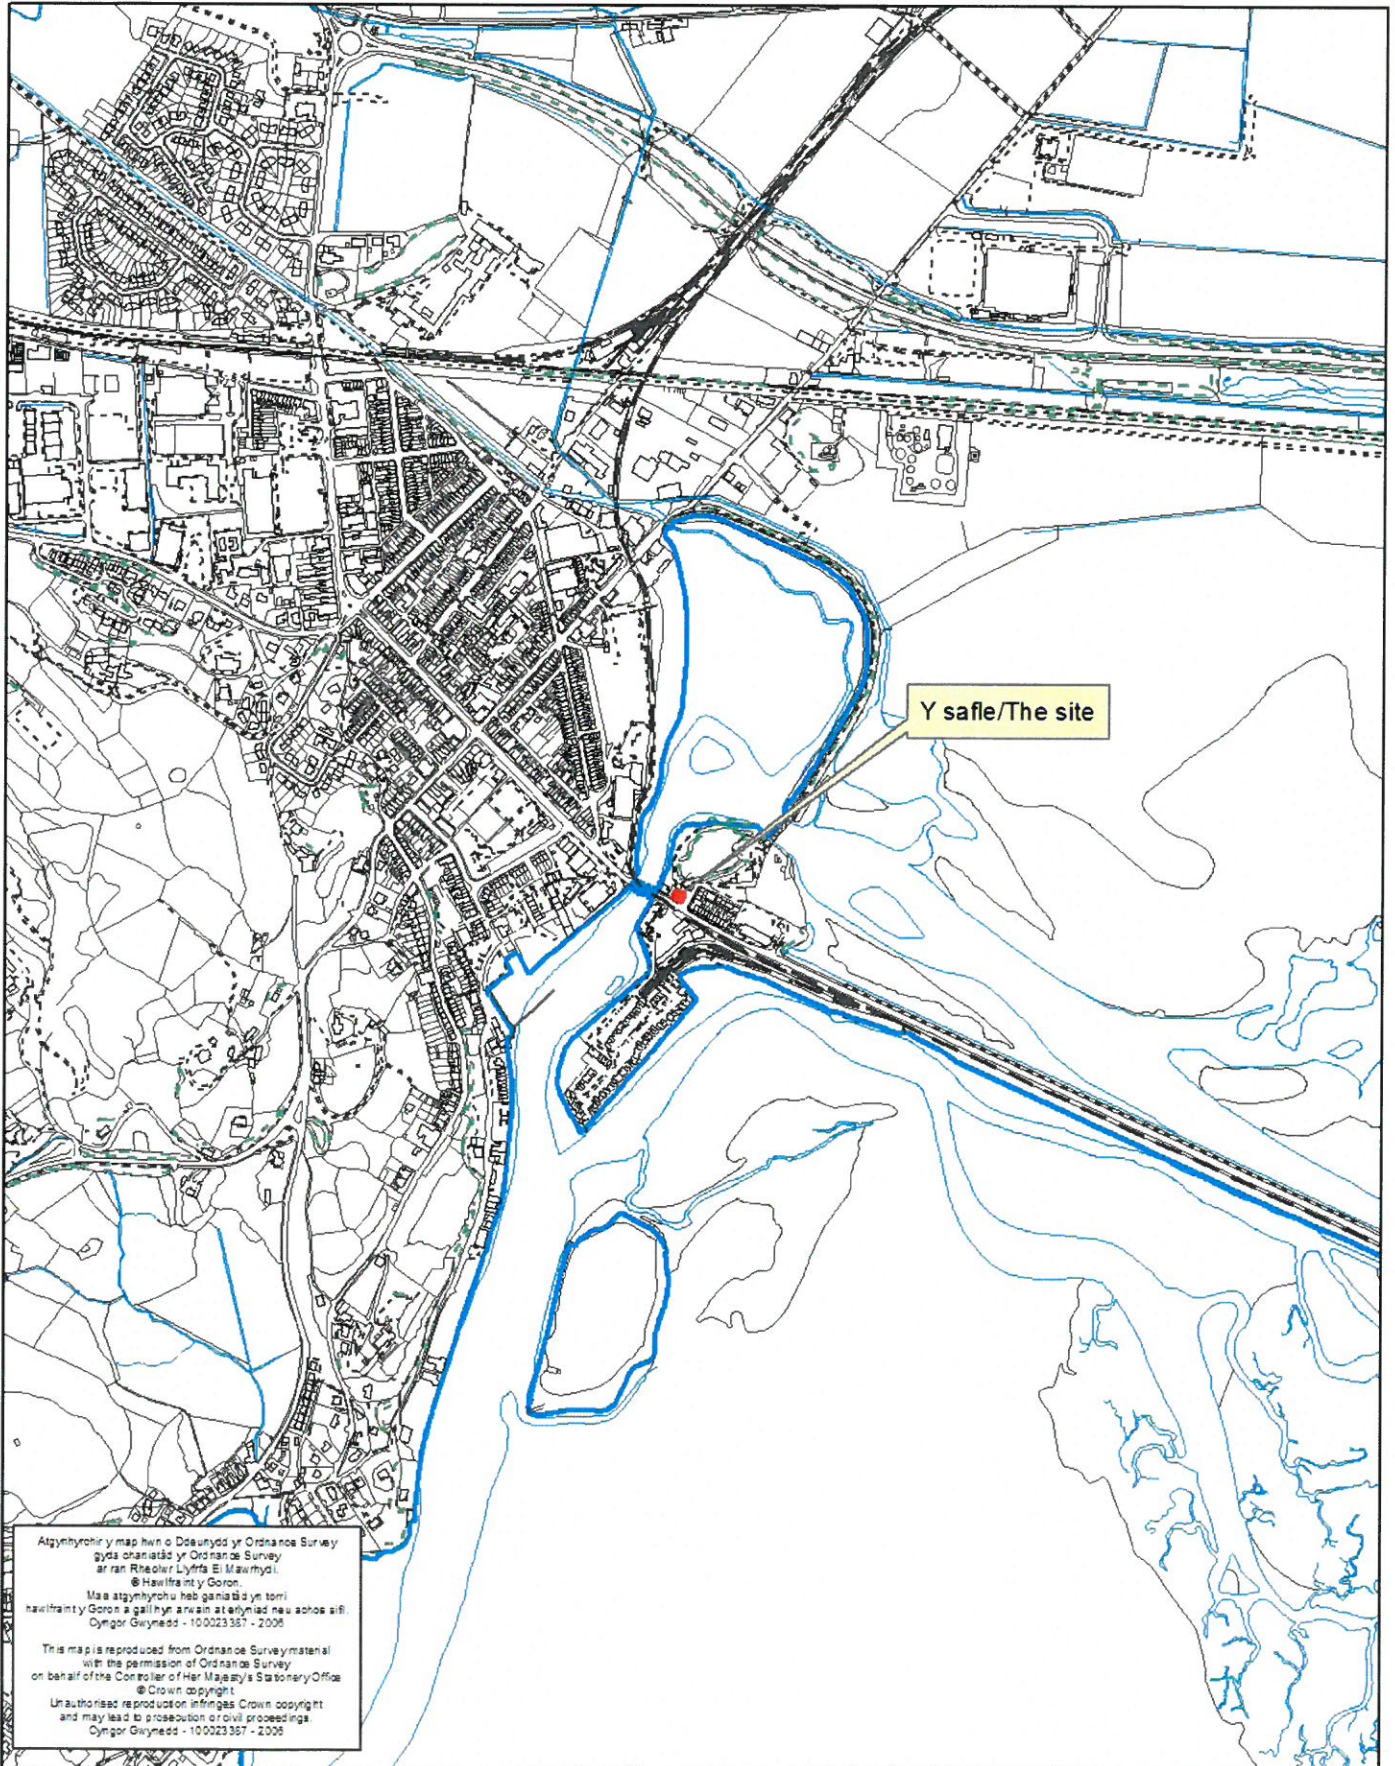 Y safle/The site
Atgynhyrchir y map hwn o Ddeunydd yr Ordnance Survey
gyda chaniatâd yr Ordnance Survey
ar ran Rheolwr Llyfrfa Ei Mawrhydi.
© Hawlfraint y Goron.
Mae atgynhyrchu heb ganiatâd yn torri
hawlfraint y Goron a gall hyn arwain at erlyniad neu achos sifil.
Cyngor Gwynedd - 100023387 - 2006
This map is reproduced from Ordnance Survey material
with the permission of Ordnance Survey
on behalf of the Controller of Her Majesty's Stationery Office
© Crown copyright
Unauthorised reproduction infringes Crown copyright
and may lead to prosecution or civil proceedings.
Cyngor Gwynedd - 100023387 - 2006